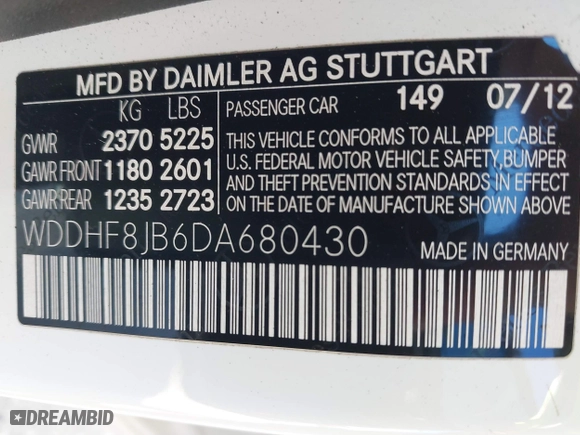 MFD BY DAIMLER AG STUTTGART
KG LBS PASSENGER CAR 149 07/12
GVWR 2370 5225 THIS VEHICLE CONFORMS TO ALL APPLICABLE
GAWR FRONT 1180 2601 U.S. FEDERAL MOTOR VEHICLE SAFETY, BUMPER
GAWR REAR 1235 2723 AND THEFT PREVENTION STANDARDS IN EFFECT
ON THE DATE OF MANUFACTURE SHOWN ABOVE.
WDDHF8JB6DA680430 MADE IN GERMANY
DREAMBID